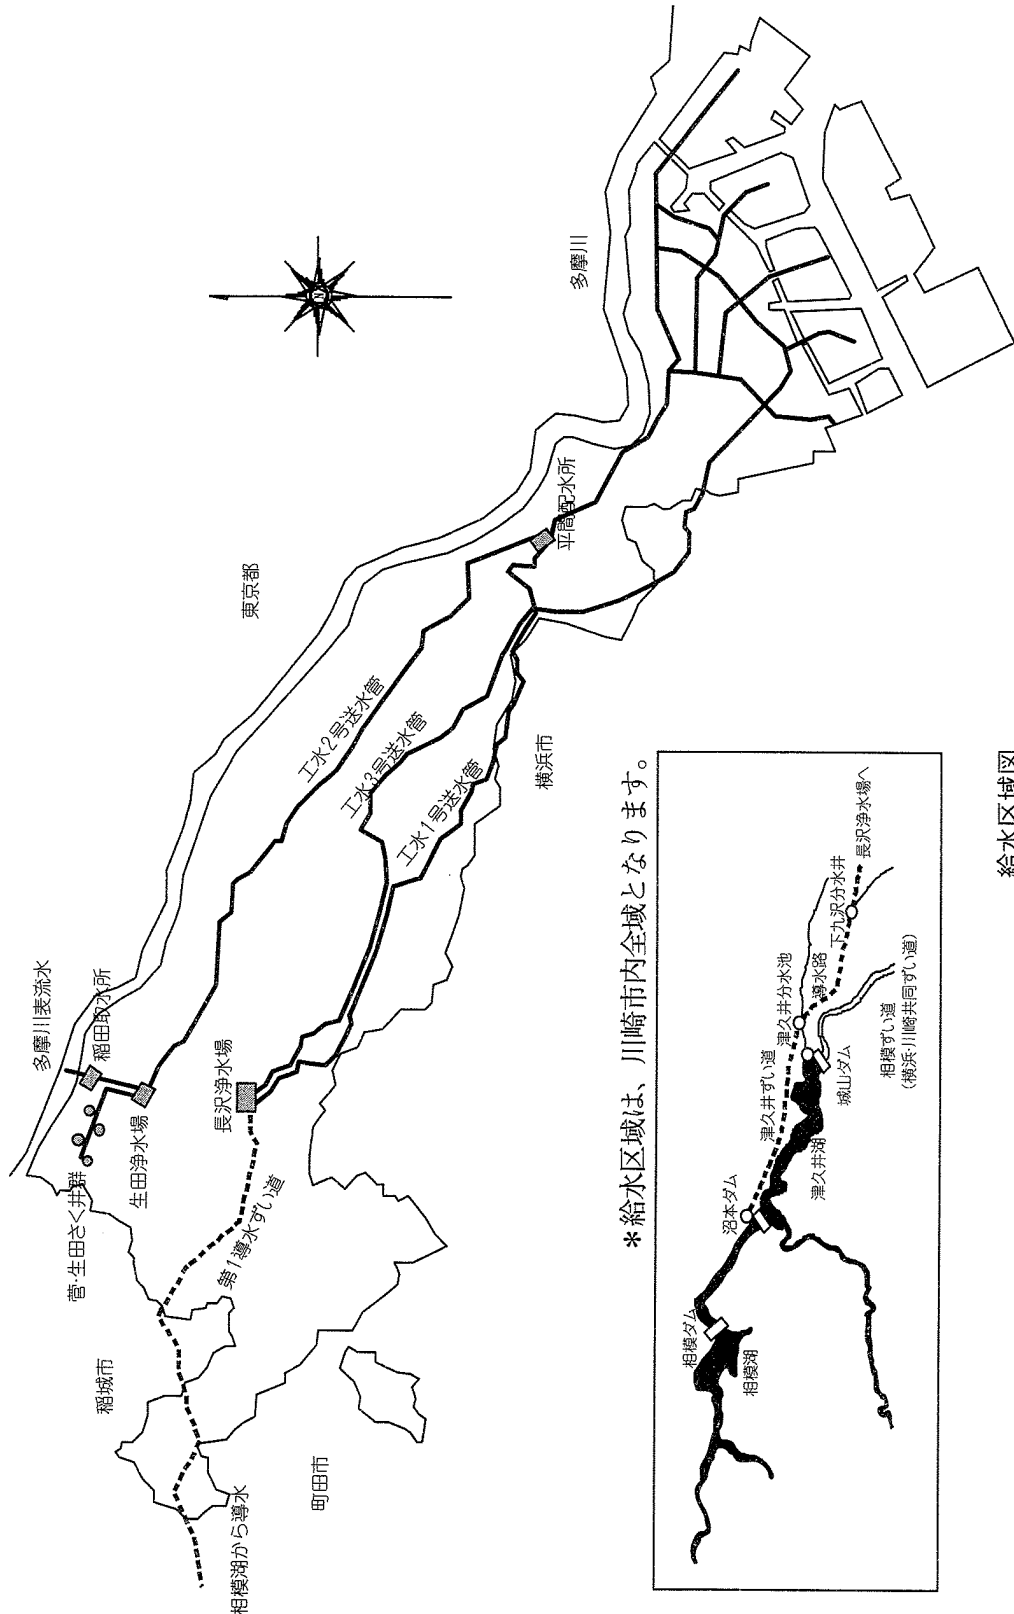 多摩川表流水
稲田取水所
菅・生田さく井群
生田浄水場
長沢浄水場
第1導水ずい道
稲城市
町田市
相模湖から導水
東京都
多摩川
工水2号送水管
工水3号送水管
工水1号送水管
平間配水所
横浜市
N
*給水区域は、川崎市内全域となります。
相模ダム
相模湖
沼本ダム
津久井ずい道
津久井湖
津久井分水池
城山ダム
導水路
下九沢分水井
長沢浄水場へ
相模ずい道
(横浜・川崎共同ずい道)
給水区域図